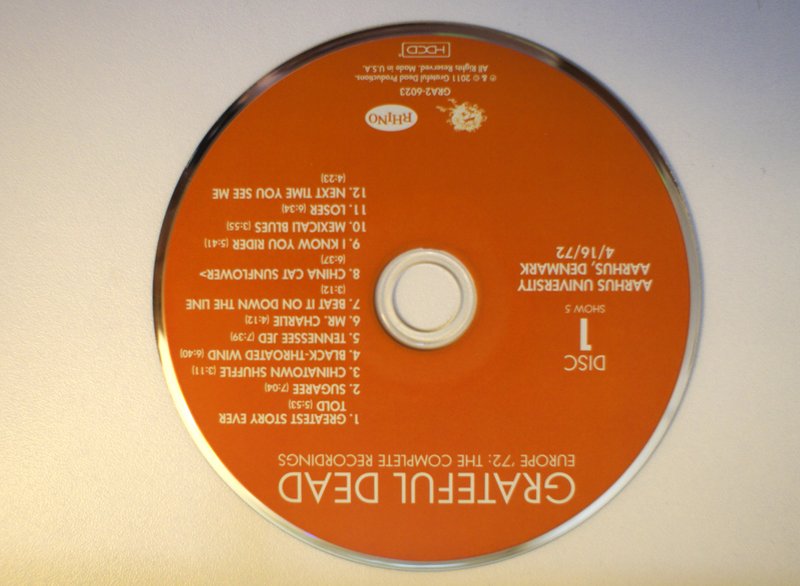 GRATEFUL DEAD
EUROPE '72: THE COMPLETE RECORDINGS
DISC
1
SHOW 5
AARHUS UNIVERSITY
AARHUS, DENMARK
4/16/72
1. GREATEST STORY EVER
TOLD (5:53)
2. SUGAREE (7:04)
3. CHINATOWN SHUFFLE (3:11)
4. BLACK-THROATED WIND (6:40)
5. TENNESSEE JED (7:39)
6. MR. CHARLIE (4:12)
7. BEAT IT ON DOWN THE LINE
(3:12)
8. CHINA CAT SUNFLOWER>
(6:37)
9. I KNOW YOU RIDER (5:41)
10. MEXICALI BLUES (3:55)
11. LOSER (6:34)
12. NEXT TIME YOU SEE ME
(4:23)
RHINO
GRA2-6023
℗ & © 2011 Grateful Dead Productions.
All Rights Reserved. Made in U.S.A.
HDCD®